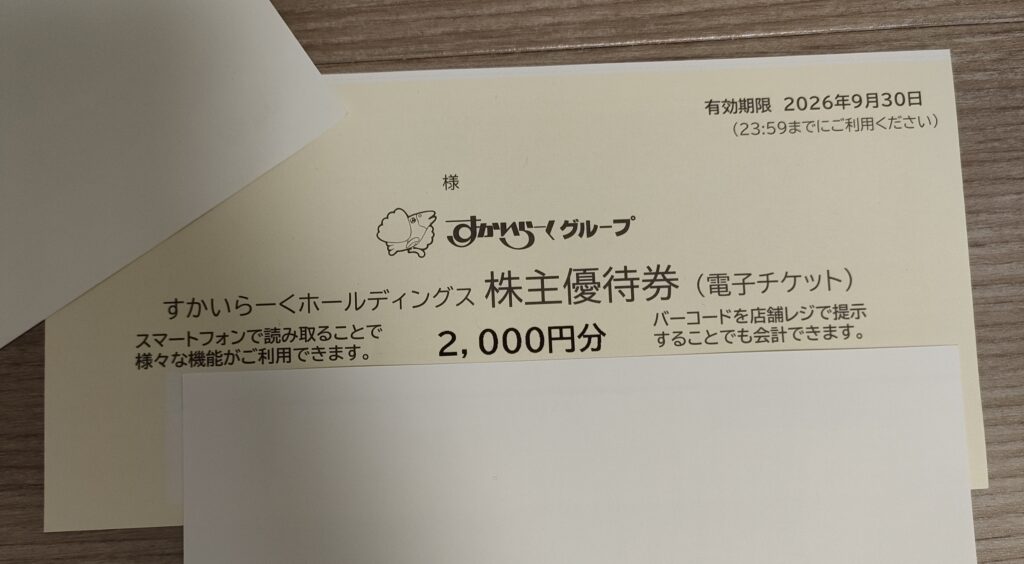 有効期限 2026年9月30日
（23:59までにご利用ください）
様
すかいらーくグループ
すかいらーくホールディングス 株主優待券（電子チケット）
スマートフォンで読み取ることで
様々な機能がご利用できます。
2,000円分
バーコードを店舗レジで提示
することでも会計できます。